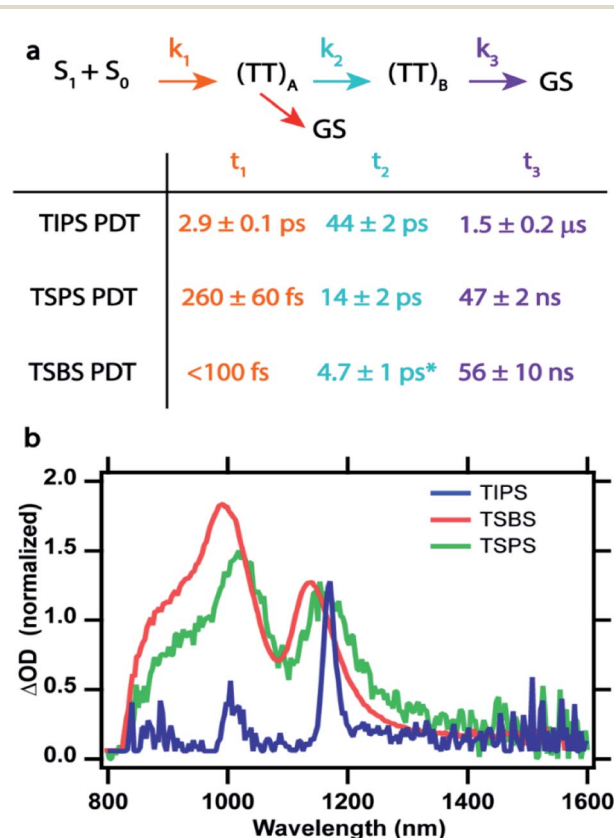 a
k₁ k₂ k₃
S₁ + S₀ (TT)A (TT)B GS
GS
t₁ t₂ t₃
TIPS PDT 2.9 ± 0.1 ps 44 ± 2 ps 1.5 ± 0.2 μs
TSPS PDT 260 ± 60 fs 14 ± 2 ps 47 ± 2 ns
TSBS PDT <100 fs 4.7 ± 1 ps* 56 ± 10 ns
b
2.0
1.5
1.0
0.5
0.0
ΔOD (normalized)
TIPS
TSBS
TSPS
800 1000 1200 1400 1600
Wavelength (nm)